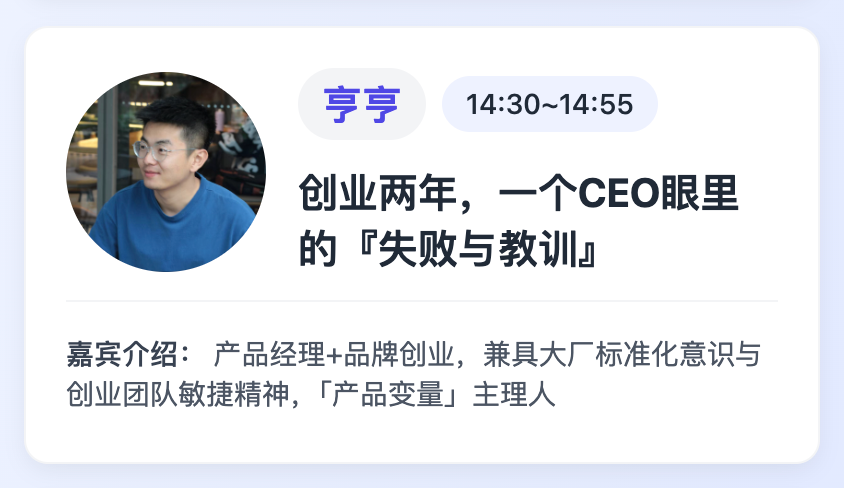 亨亨
14:30~14:55
创业两年，一个CEO眼里
的『失败与教训』
嘉宾介绍： 产品经理+品牌创业，兼具大厂标准化意识与
创业团队敏捷精神,「产品变量」主理人